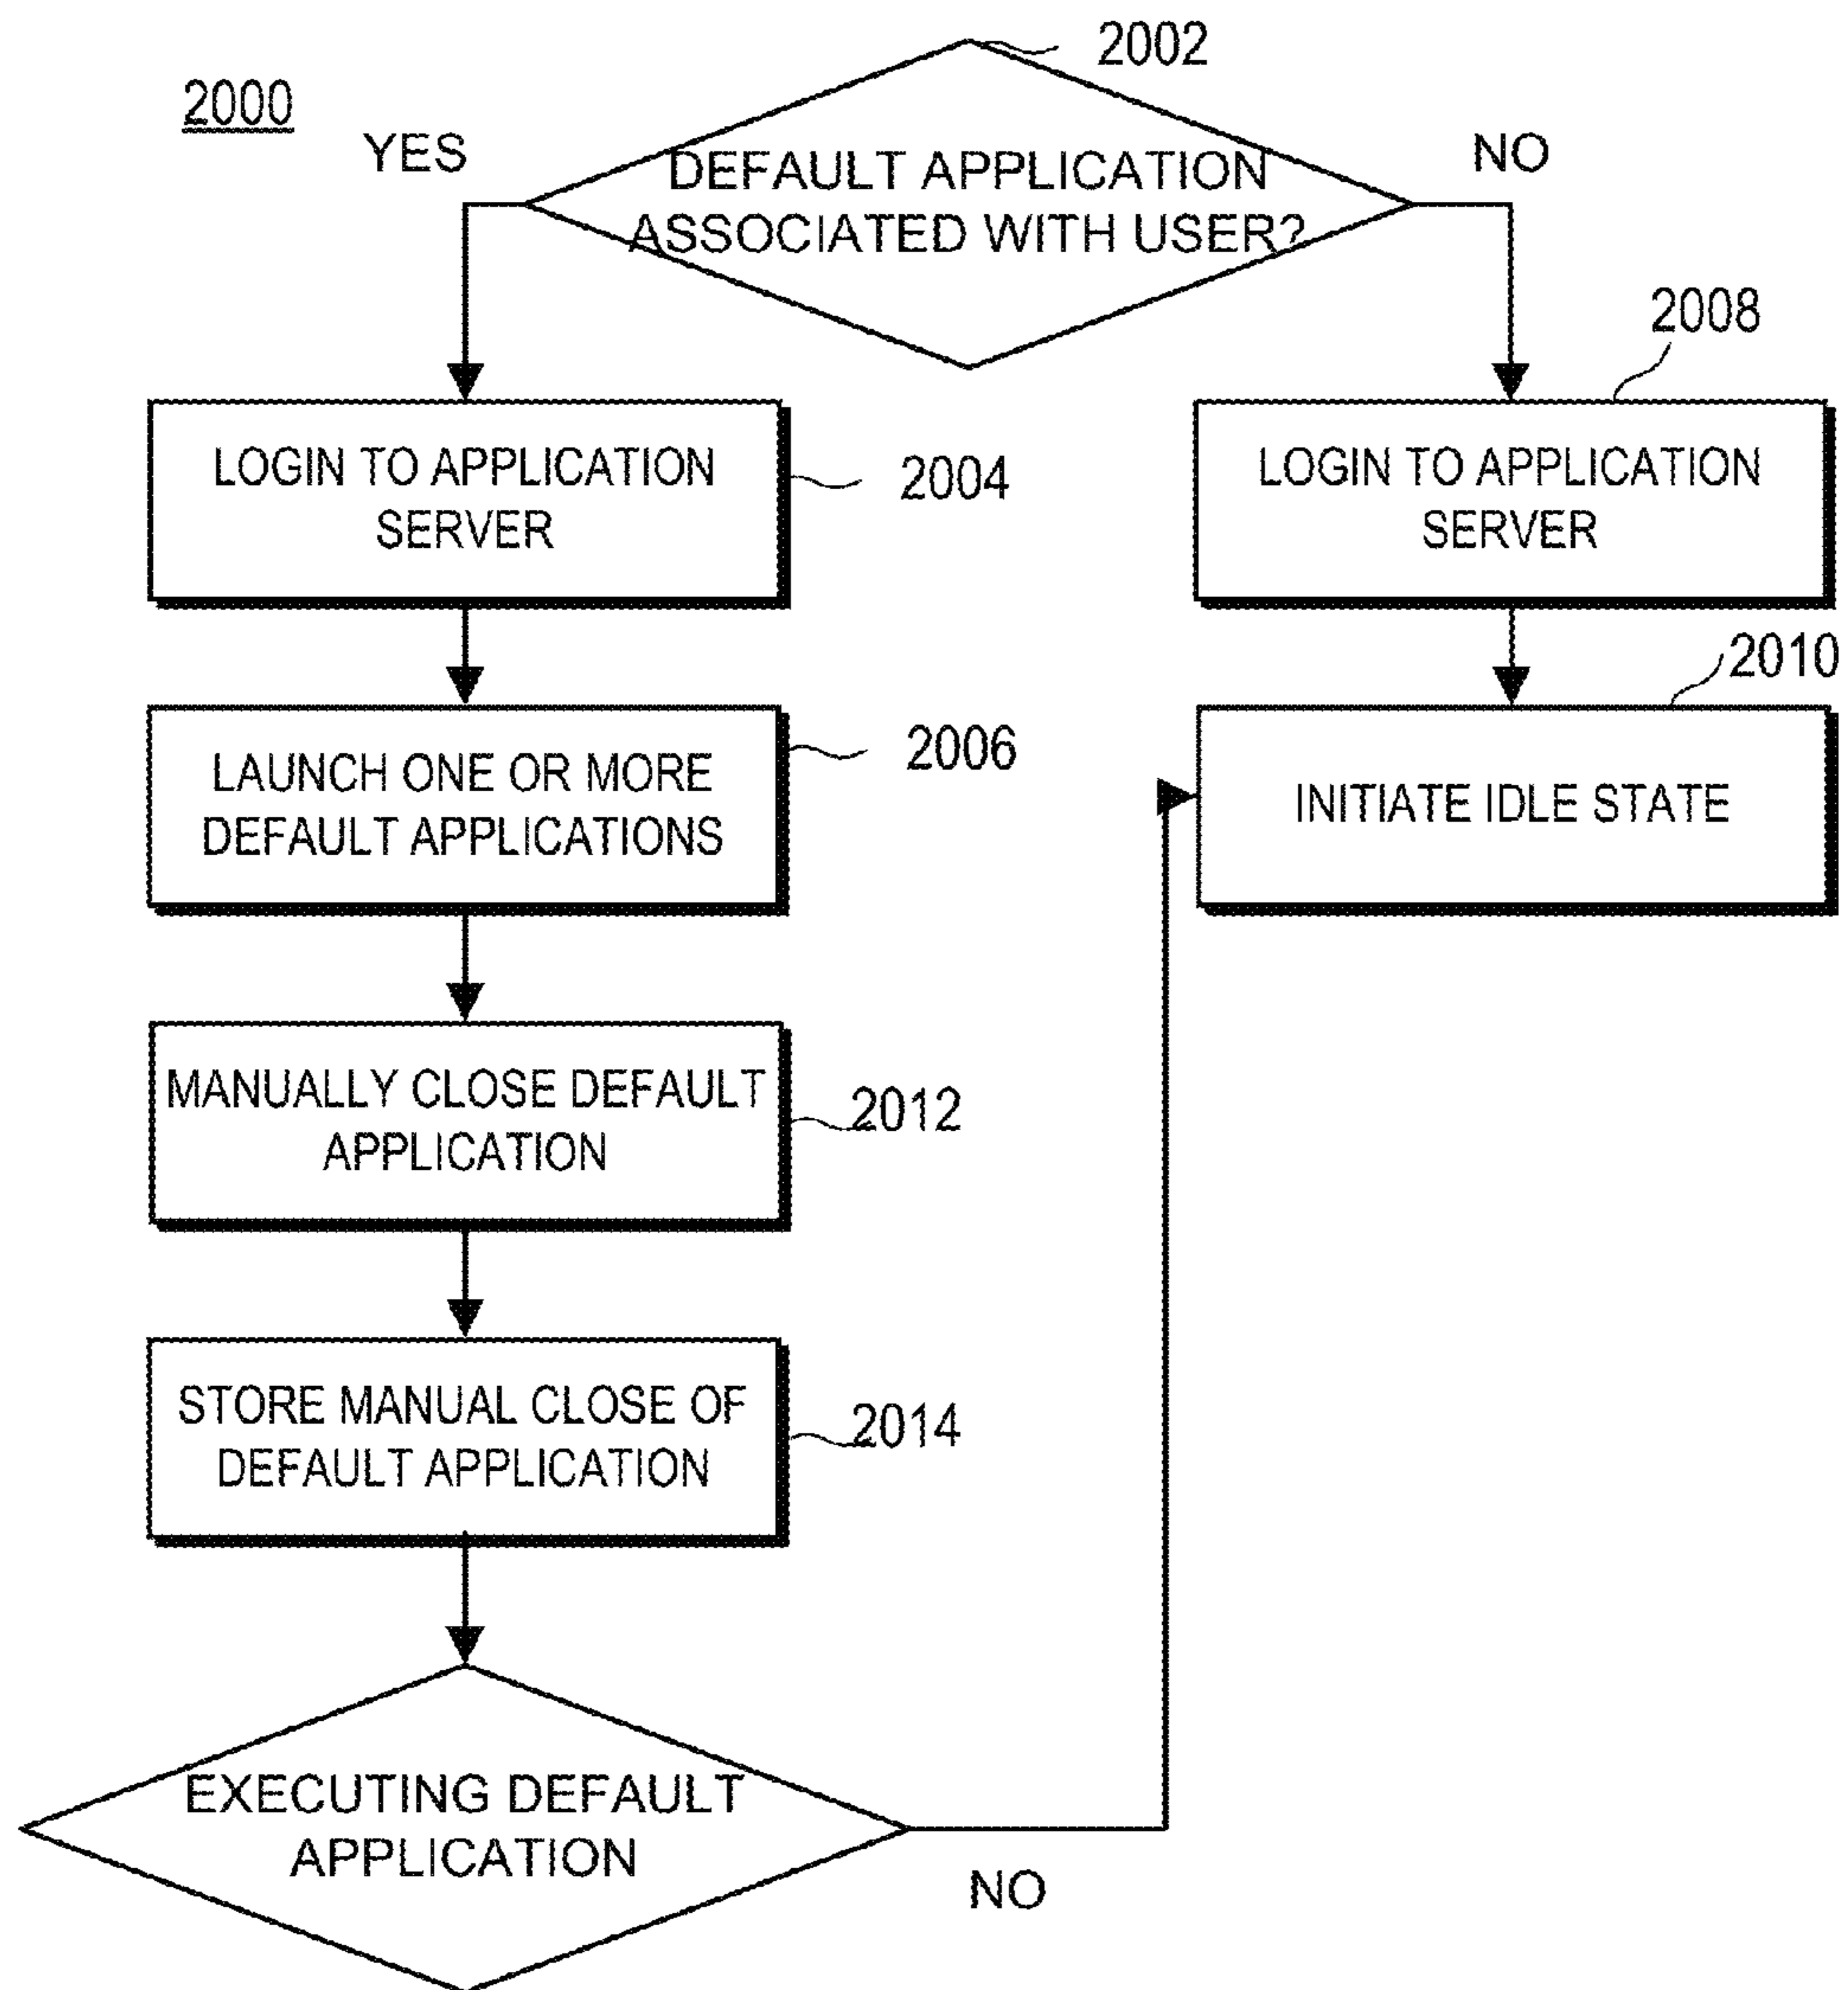 2000
2002
YES
NO
DEFAULT APPLICATION
ASSOCIATED WITH USER?
2008
LOGIN TO APPLICATION
SERVER
2004
LOGIN TO APPLICATION
SERVER
2010
LAUNCH ONE OR MORE
DEFAULT APPLICATIONS
2006
INITIATE IDLE STATE
MANUALLY CLOSE DEFAULT
APPLICATION
2012
STORE MANUAL CLOSE OF
DEFAULT APPLICATION
2014
EXECUTING DEFAULT
APPLICATION
NO